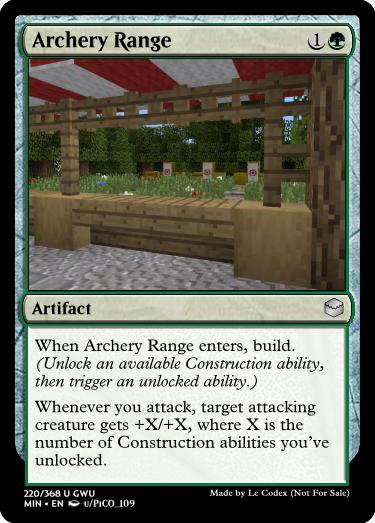 Archery Range 1
Artifact
When Archery Range enters, build.
(Unlock an available Construction ability,
then trigger an unlocked ability.)
Whenever you attack, target attacking
creature gets +X/+X, where X is the
number of Construction abilities you've
unlocked.
220/368 U GWU
MIN • EN u/PiCO_109
Made by Le Codex (Not For Sale)